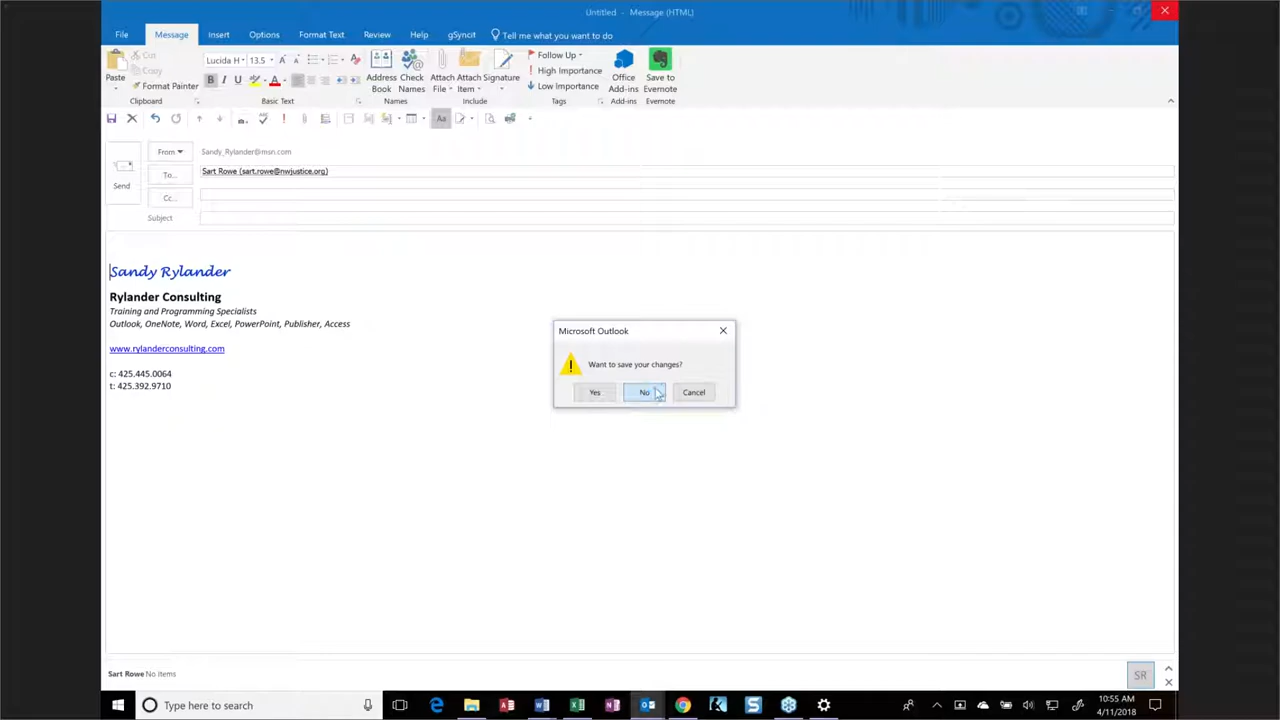 Untitled - Message (HTML)
File Message Insert Options Format Text Review Help gSyncit Tell me what you want to do
Paste
Cut
Copy
Format Painter
Clipboard
Lucida H 13.5
B I U
Basic Text
Address Book
Check Names
Names
Attach File
Attach Item
Signature
Include
Follow Up
High Importance
Low Importance
Tags
Office Add-ins
Add-ins
Save to Evernote
Evernote
Aa
Send
From
Sandy_Rylander@msn.com
To...
Sart Rowe (sart.rowe@nwjustice.org)
Cc...
Subject
Sandy Rylander
Rylander Consulting
Training and Programming Specialists
Outlook, OneNote, Word, Excel, PowerPoint, Publisher, Access
www.rylanderconsulting.com
c: 425.445.0064
t: 425.392.9710
Microsoft Outlook
Want to save your changes?
Yes No Cancel
Sart Rowe No Items
SR
Type here to search
10:55 AM
4/11/2018